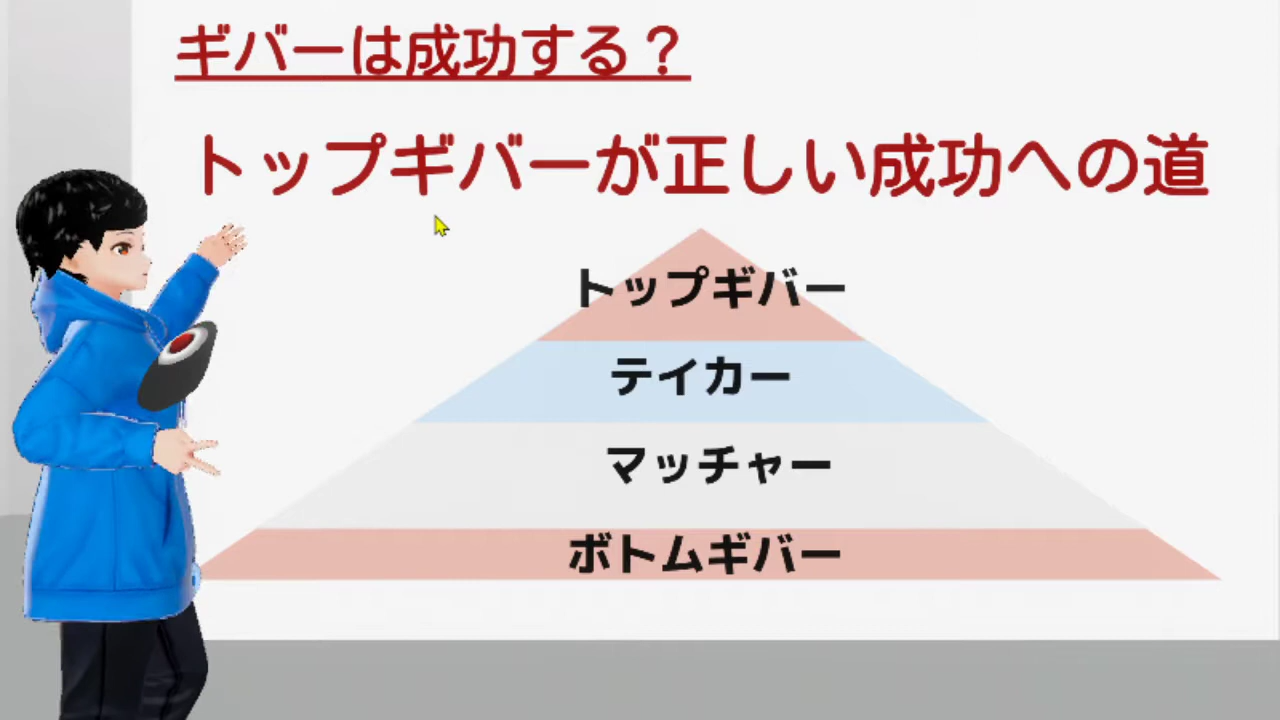 ギバーは成功する？
トップギバーが正しい成功への道
トップギバー
テイカー
マッチャー
ボトムギバー